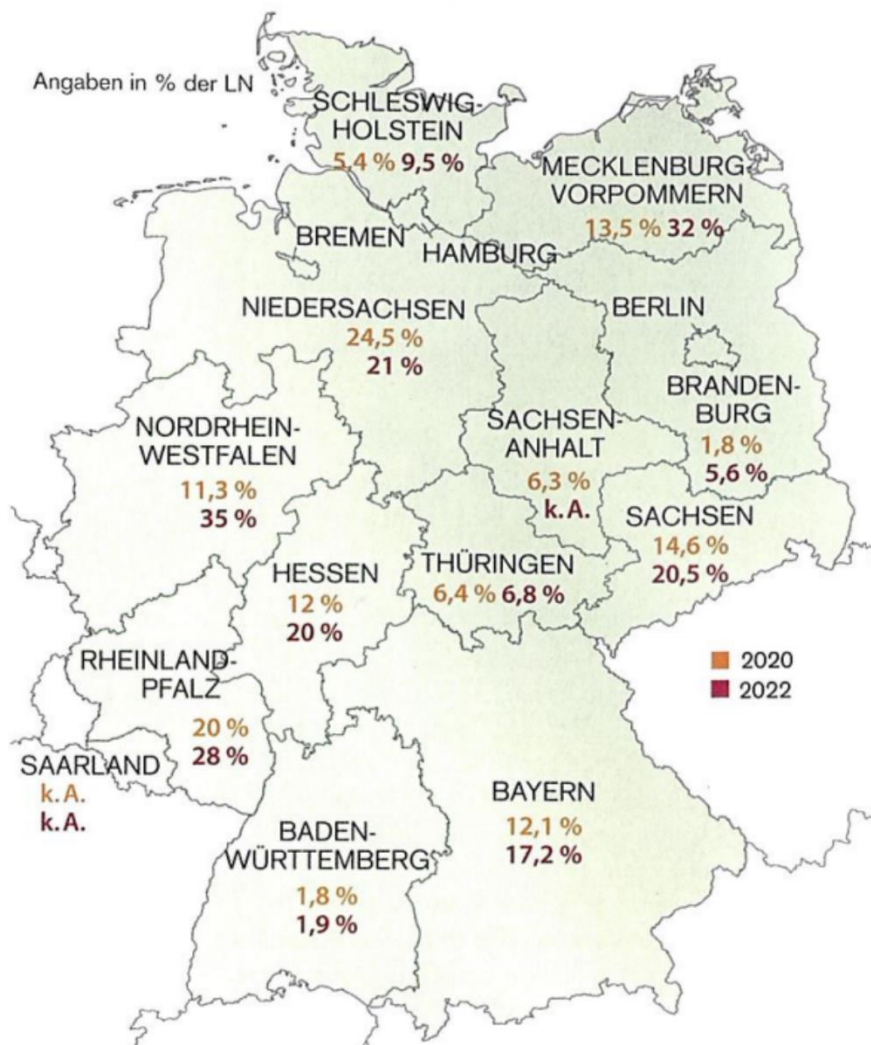 Angaben in % der LN
SCHLESWIG-
HOLSTEIN
5,4 % 9,5 %
MECKLENBURG
VORPOMMERN
13,5 % 32 %
BREMEN
HAMBURG
NIEDERSACHSEN
24,5 %
21 %
BERLIN
BRANDEN-
BURG
1,8 %
5,6 %
NORDRHEIN-
WESTFALEN
11,3 %
35 %
SACHSEN-
ANHALT
6,3 %
k. A.
SACHSEN
14,6 %
20,5 %
HESSEN
12 %
20 %
THÜRINGEN
6,4 % 6,8 %
RHEINLAND-
PFALZ
20 %
28 %
2020
2022
SAARLAND
k. A.
k. A.
BAYERN
12,1 %
17,2 %
BADEN-
WÜRTTEMBERG
1,8 %
1,9 %